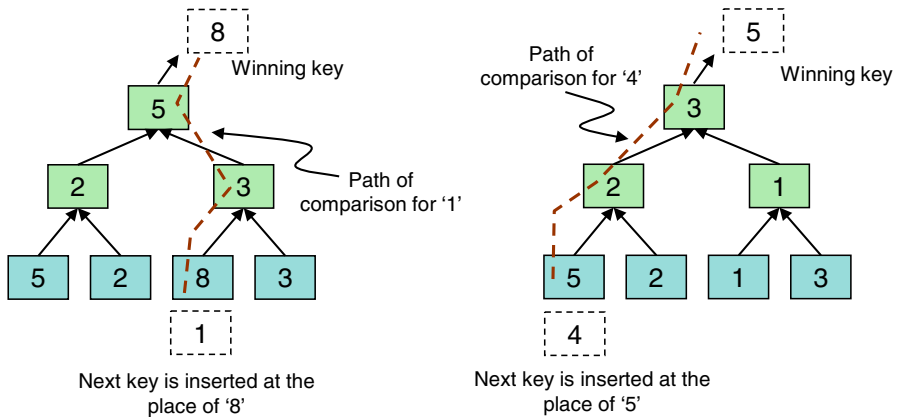 8
Winning key
5
Path of
comparison for ‘1’
2
3
5
2
8
3
1
Next key is inserted at the
place of ‘8’
5
Winning key
Path of
comparison for ‘4’
3
2
1
5
2
1
3
4
Next key is inserted at the
place of ‘5’